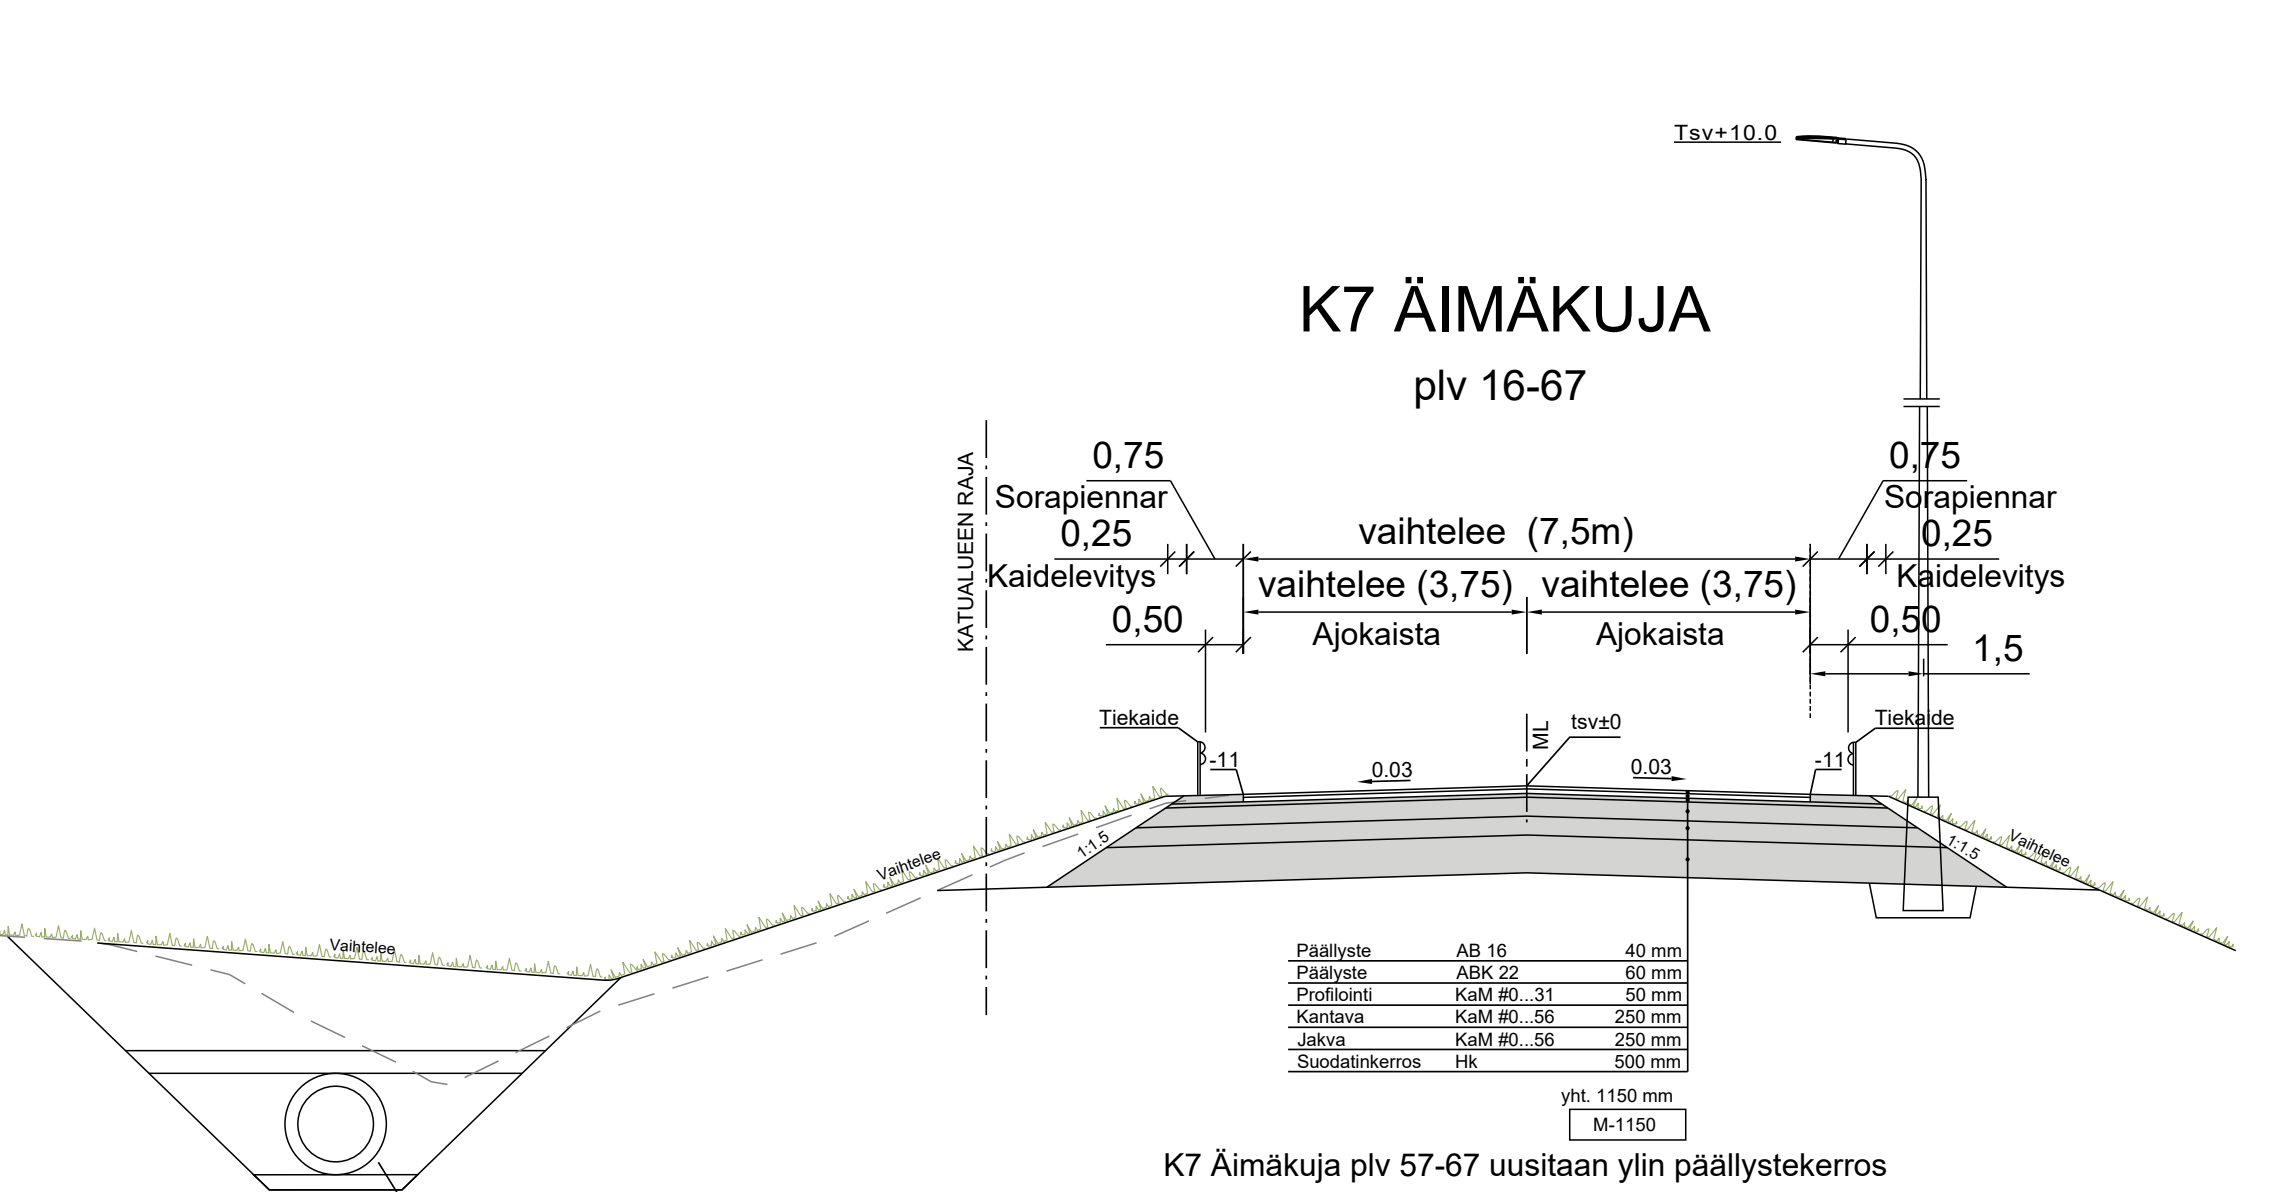 Tsv+10.0
K7 ÄIMÄKUJA
plv 16-67
KATUALUEEN RAJA
0,75
Sorapiennar
0,25
Kaidelevitys
0,50
vaihtelee (7,5m)
vaihtelee (3,75) vaihtelee (3,75)
Ajokaista Ajokaista
0,75
Sorapiennar
0,25
Kaidelevitys
0,50
1,5
Tiekaide
-11
0.03
ML
tsv±0
0.03
-11
Tiekaide
1:1.5
1:1.5
Vaihtelee
Vaihtelee
Vaihtelee
Päällyste AB 16 40 mm
Päälyste ABK 22 60 mm
Profilointi KaM #0...31 50 mm
Kantava KaM #0...56 250 mm
Jakva KaM #0...56 250 mm
Suodatinkerros Hk 500 mm
yht. 1150 mm
M-1150
K7 Äimäkuja plv 57-67 uusitaan ylin päällystekerros